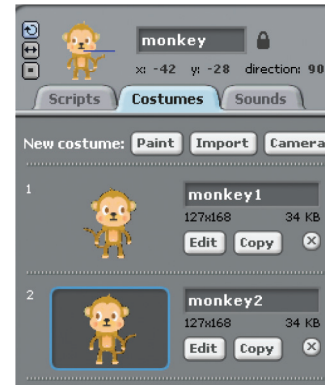 monkey
x: -42 y: -28 direction: 90
Scripts Costumes Sounds
New costume: Paint Import Camera
1
monkey1
127x168 34 KB
Edit Copy
2
monkey2
127x168 34 KB
Edit Copy